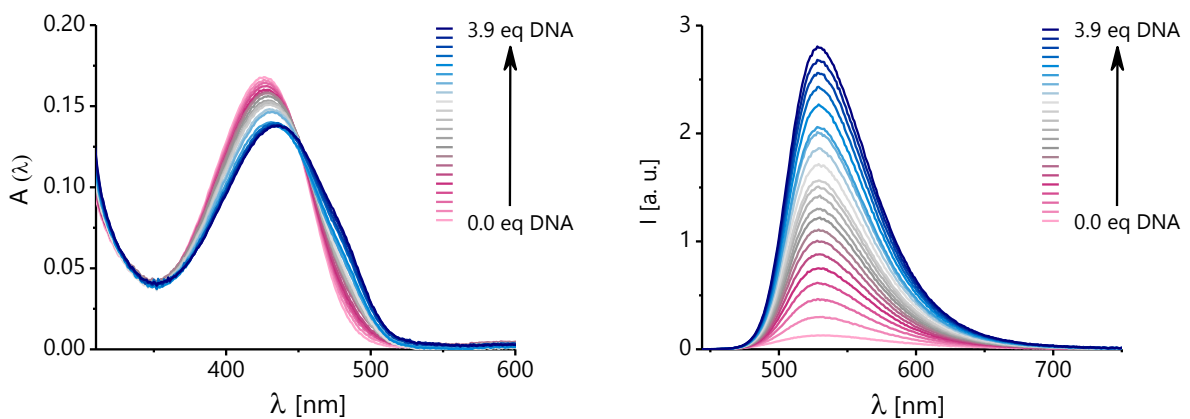 0.20
0.15
0.10
0.05
0.00
A (λ)
400
500
600
λ [nm]
3.9 eq DNA
0.0 eq DNA
3
2
1
0
I [a. u.]
500
600
700
λ [nm]
3.9 eq DNA
0.0 eq DNA